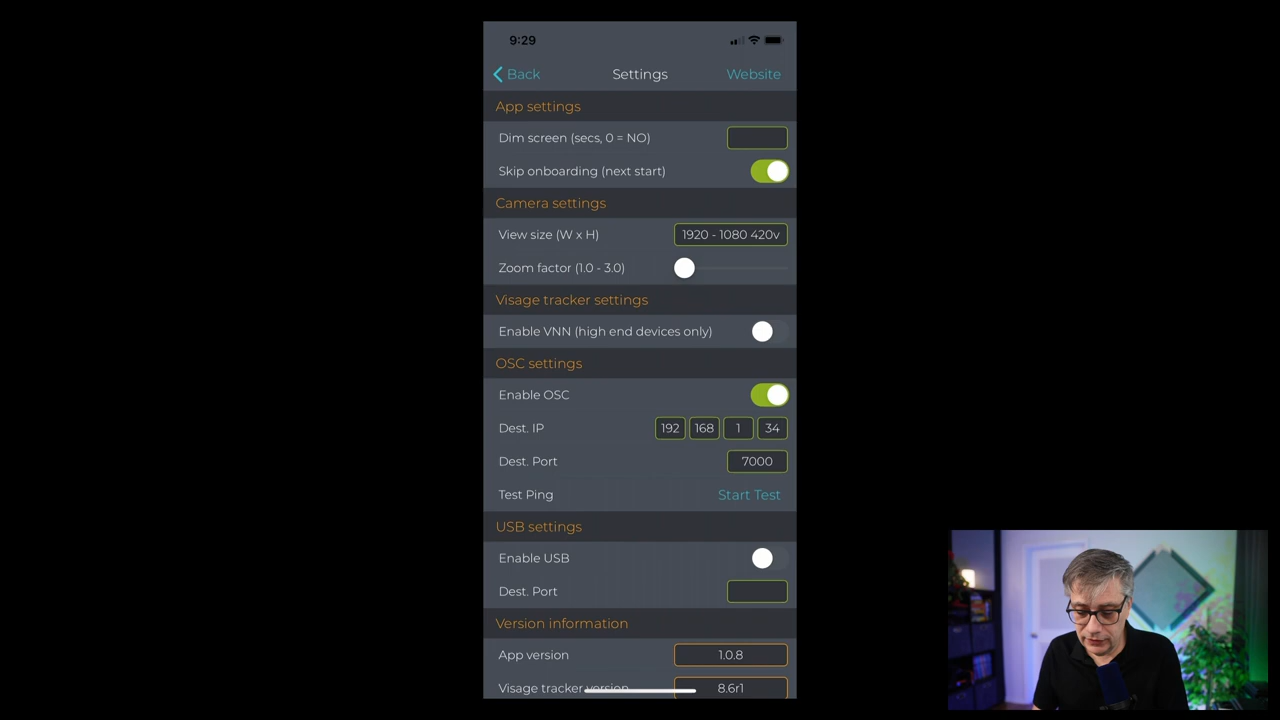 9:29
Back Settings Website
App settings
Dim screen (secs, 0 = NO)
Skip onboarding (next start)
Camera settings
View size (W x H) 1920 - 1080 420v
Zoom factor (1.0 - 3.0)
Visage tracker settings
Enable VNN (high end devices only)
OSC settings
Enable OSC
Dest. IP 192 168 1 34
Dest. Port 7000
Test Ping Start Test
USB settings
Enable USB
Dest. Port
Version information
App version 1.0.8
Visage tracker version 8.6r1